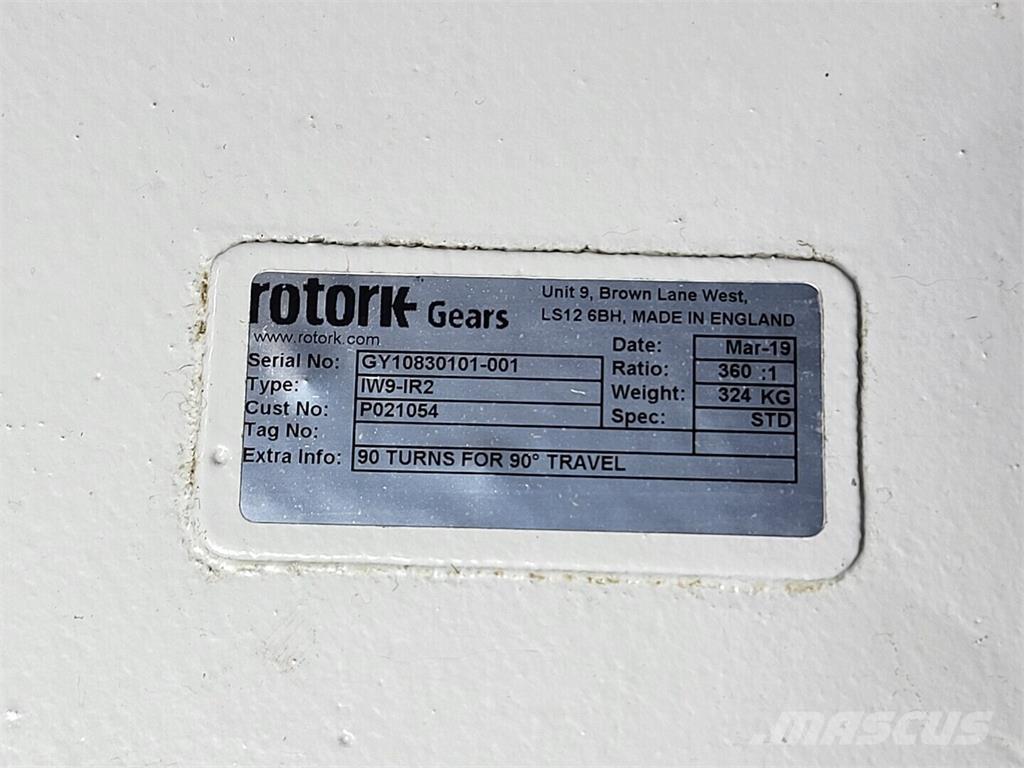 rotork Gears
Unit 9, Brown Lane West,
LS12 6BH, MADE IN ENGLAND
www.rotork.com
Serial No: GY10830101-001
Type: IW9-IR2
Cust No: P021054
Tag No:
Date: Mar-19
Ratio: 360 :1
Weight: 324 KG
Spec: STD
Extra Info: 90 TURNS FOR 90° TRAVEL
MASCUS